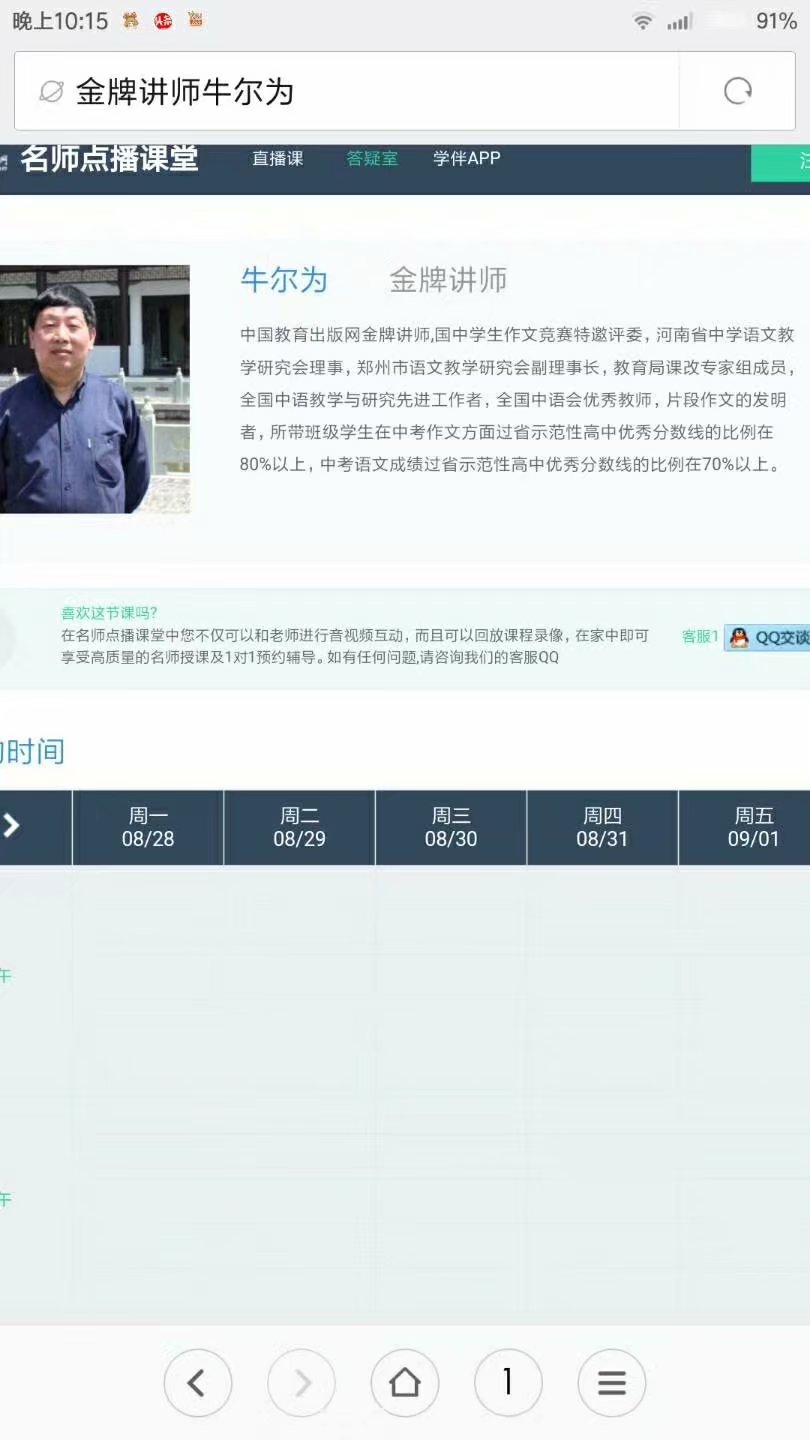 晚上10:15
91%
金牌讲师牛尔为
名师点播课堂 直播课 答疑室 学伴APP
牛尔为 金牌讲师
中国教育出版网金牌讲师,国中学生作文竞赛特邀评委，河南省中学语文教
学研究会理事，郑州市语文教学研究会副理事长，教育局课改专家组成员，
全国中语教学与研究先进工作者，全国中语会优秀教师，片段作文的发明
者，所带班级学生在中考作文方面过省示范性高中优秀分数线的比例在
80%以上，中考语文成绩过省示范性高中优秀分数线的比例在70%以上。
喜欢这节课吗?
在名师点播课堂中您不仅可以和老师进行音视频互动，而且可以回放课程录像，在家中即可
享受高质量的名师授课及1对1预约辅导。如有任何问题,请咨询我们的客服QQ
客服1 QQ交谈
时间
周一 周二 周三 周四 周五
08/28 08/29 08/30 08/31 09/01
午
午
1